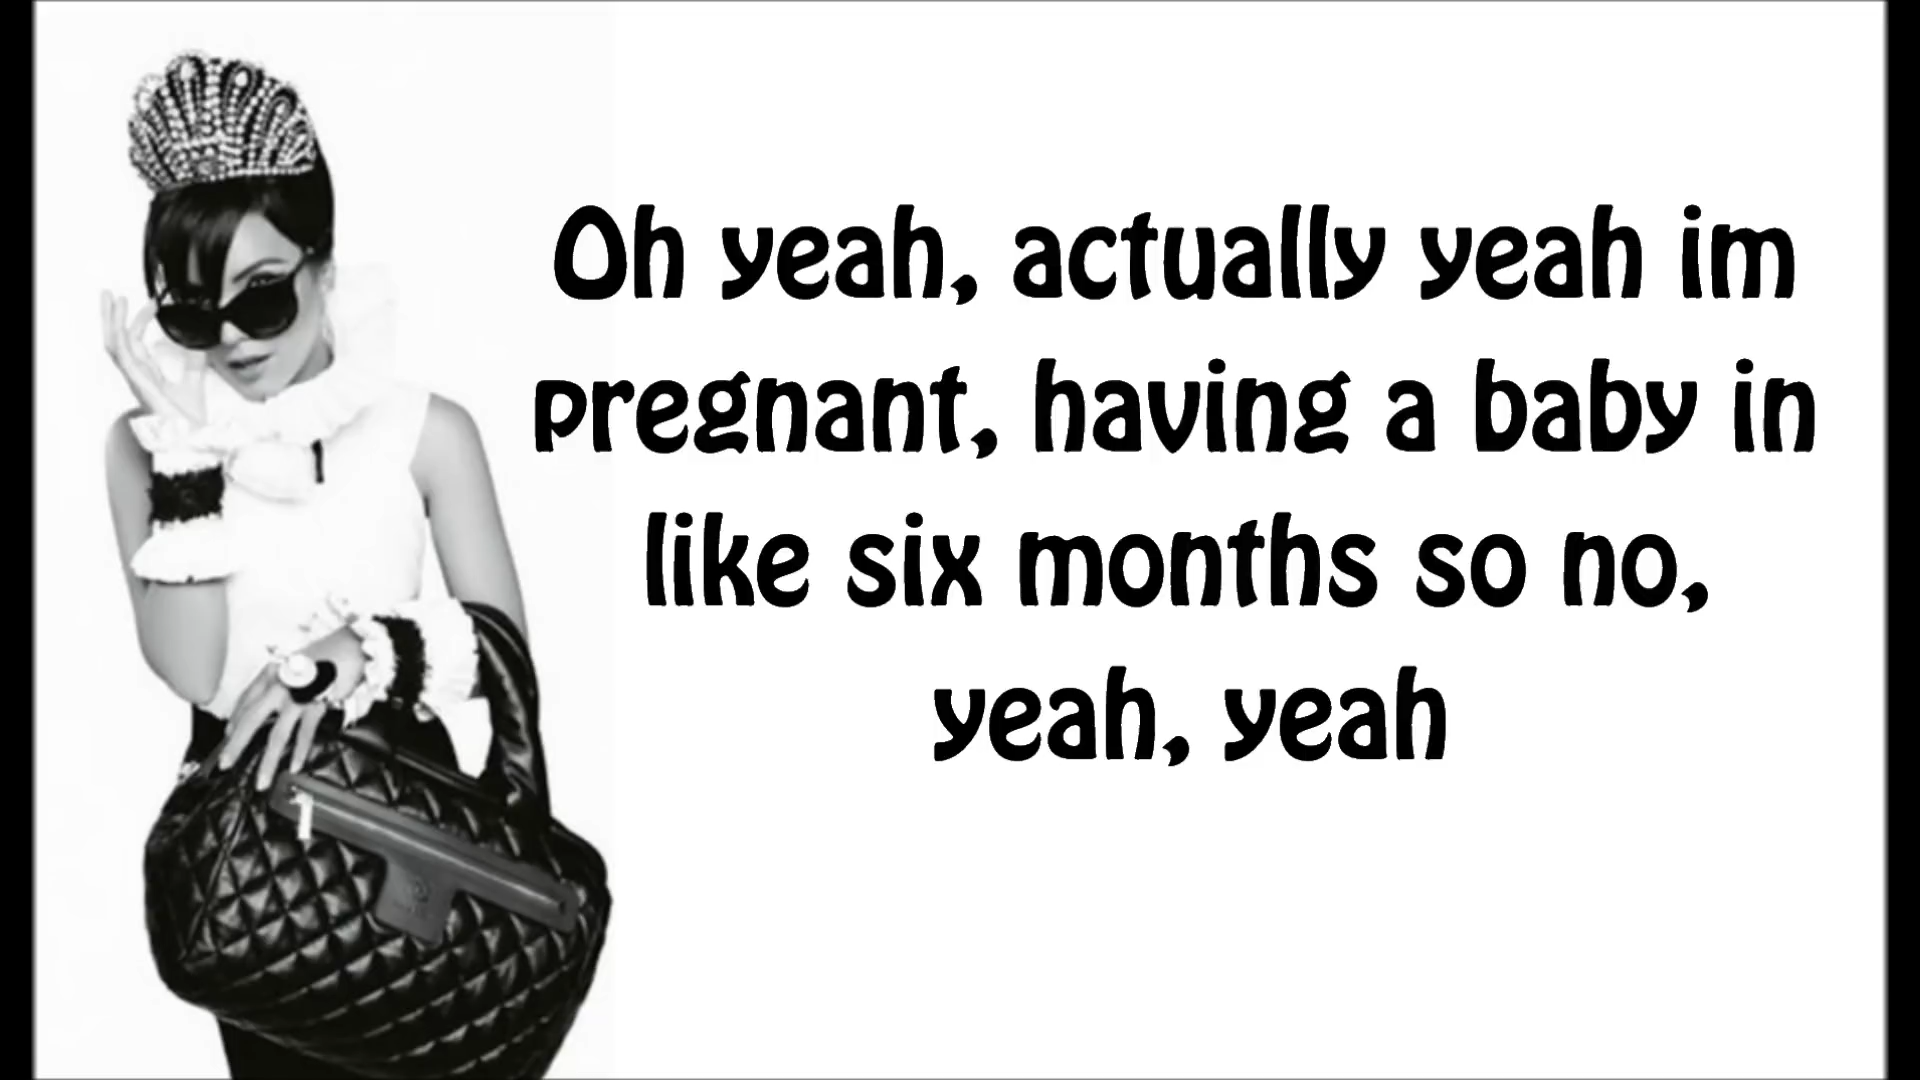 Oh yeah, actually yeah im
pregnant, having a baby in
like six months so no,
yeah, yeah